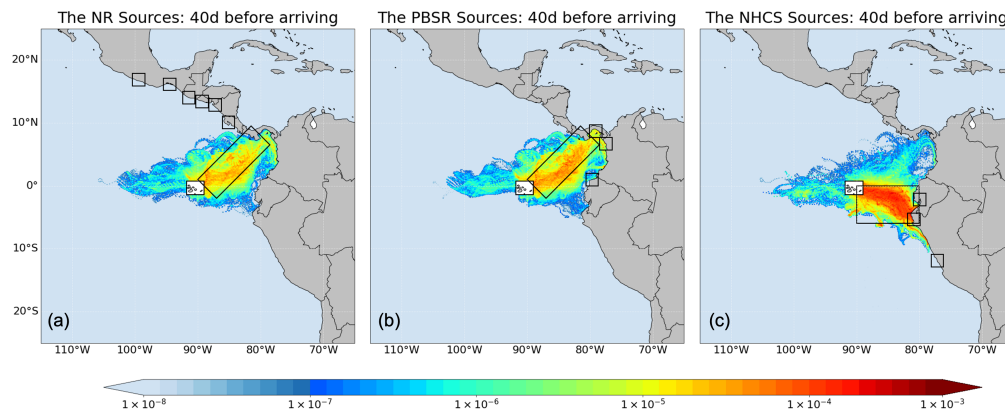 The NR Sources: 40d before arriving
The PBSR Sources: 40d before arriving
The NHCS Sources: 40d before arriving
20°N
10°N
0°
10°S
20°S
(a)
(b)
(c)
110°W 100°W 90°W 80°W 70°W
110°W 100°W 90°W 80°W 70°W
110°W 100°W 90°W 80°W 70°W
1 × 10⁻⁸ 1 × 10⁻⁷ 1 × 10⁻⁶ 1 × 10⁻⁵ 1 × 10⁻⁴ 1 × 10⁻³